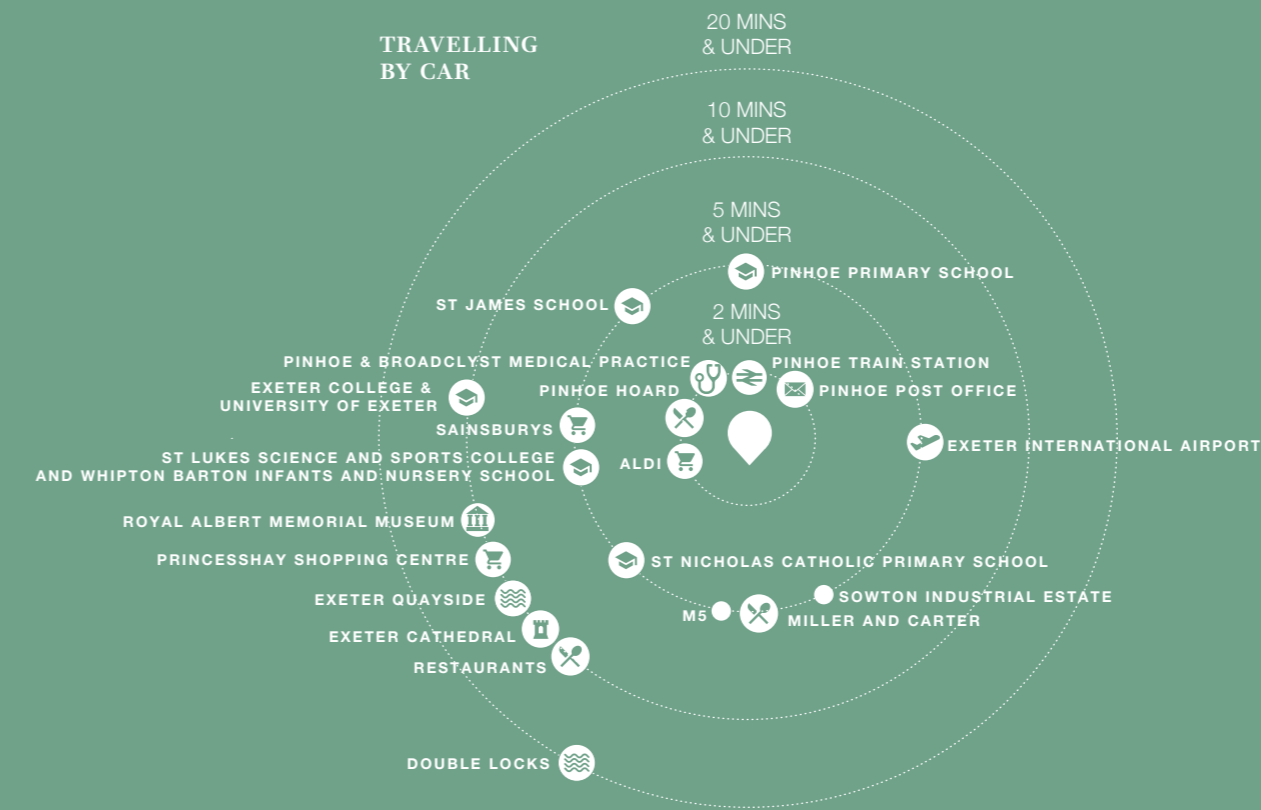 TRAVELLING
BY CAR
20 MINS
& UNDER
10 MINS
& UNDER
5 MINS
& UNDER
PINHOE PRIMARY SCHOOL
ST JAMES SCHOOL
2 MINS
& UNDER
PINHOE & BROADCLYST MEDICAL PRACTICE
PINHOE TRAIN STATION
EXETER COLLEGE &
UNIVERSITY OF EXETER
PINHOE HOARD
PINHOE POST OFFICE
SAINSBURYS
EXETER INTERNATIONAL AIRPORT
ST LUKES SCIENCE AND SPORTS COLLEGE
AND WHIPTON BARTON INFANTS AND NURSERY SCHOOL
ALDI
ROYAL ALBERT MEMORIAL MUSEUM
PRINCESSHAY SHOPPING CENTRE
ST NICHOLAS CATHOLIC PRIMARY SCHOOL
EXETER QUAYSIDE
SOWTON INDUSTRIAL ESTATE
M5
MILLER AND CARTER
EXETER CATHEDRAL
RESTAURANTS
DOUBLE LOCKS